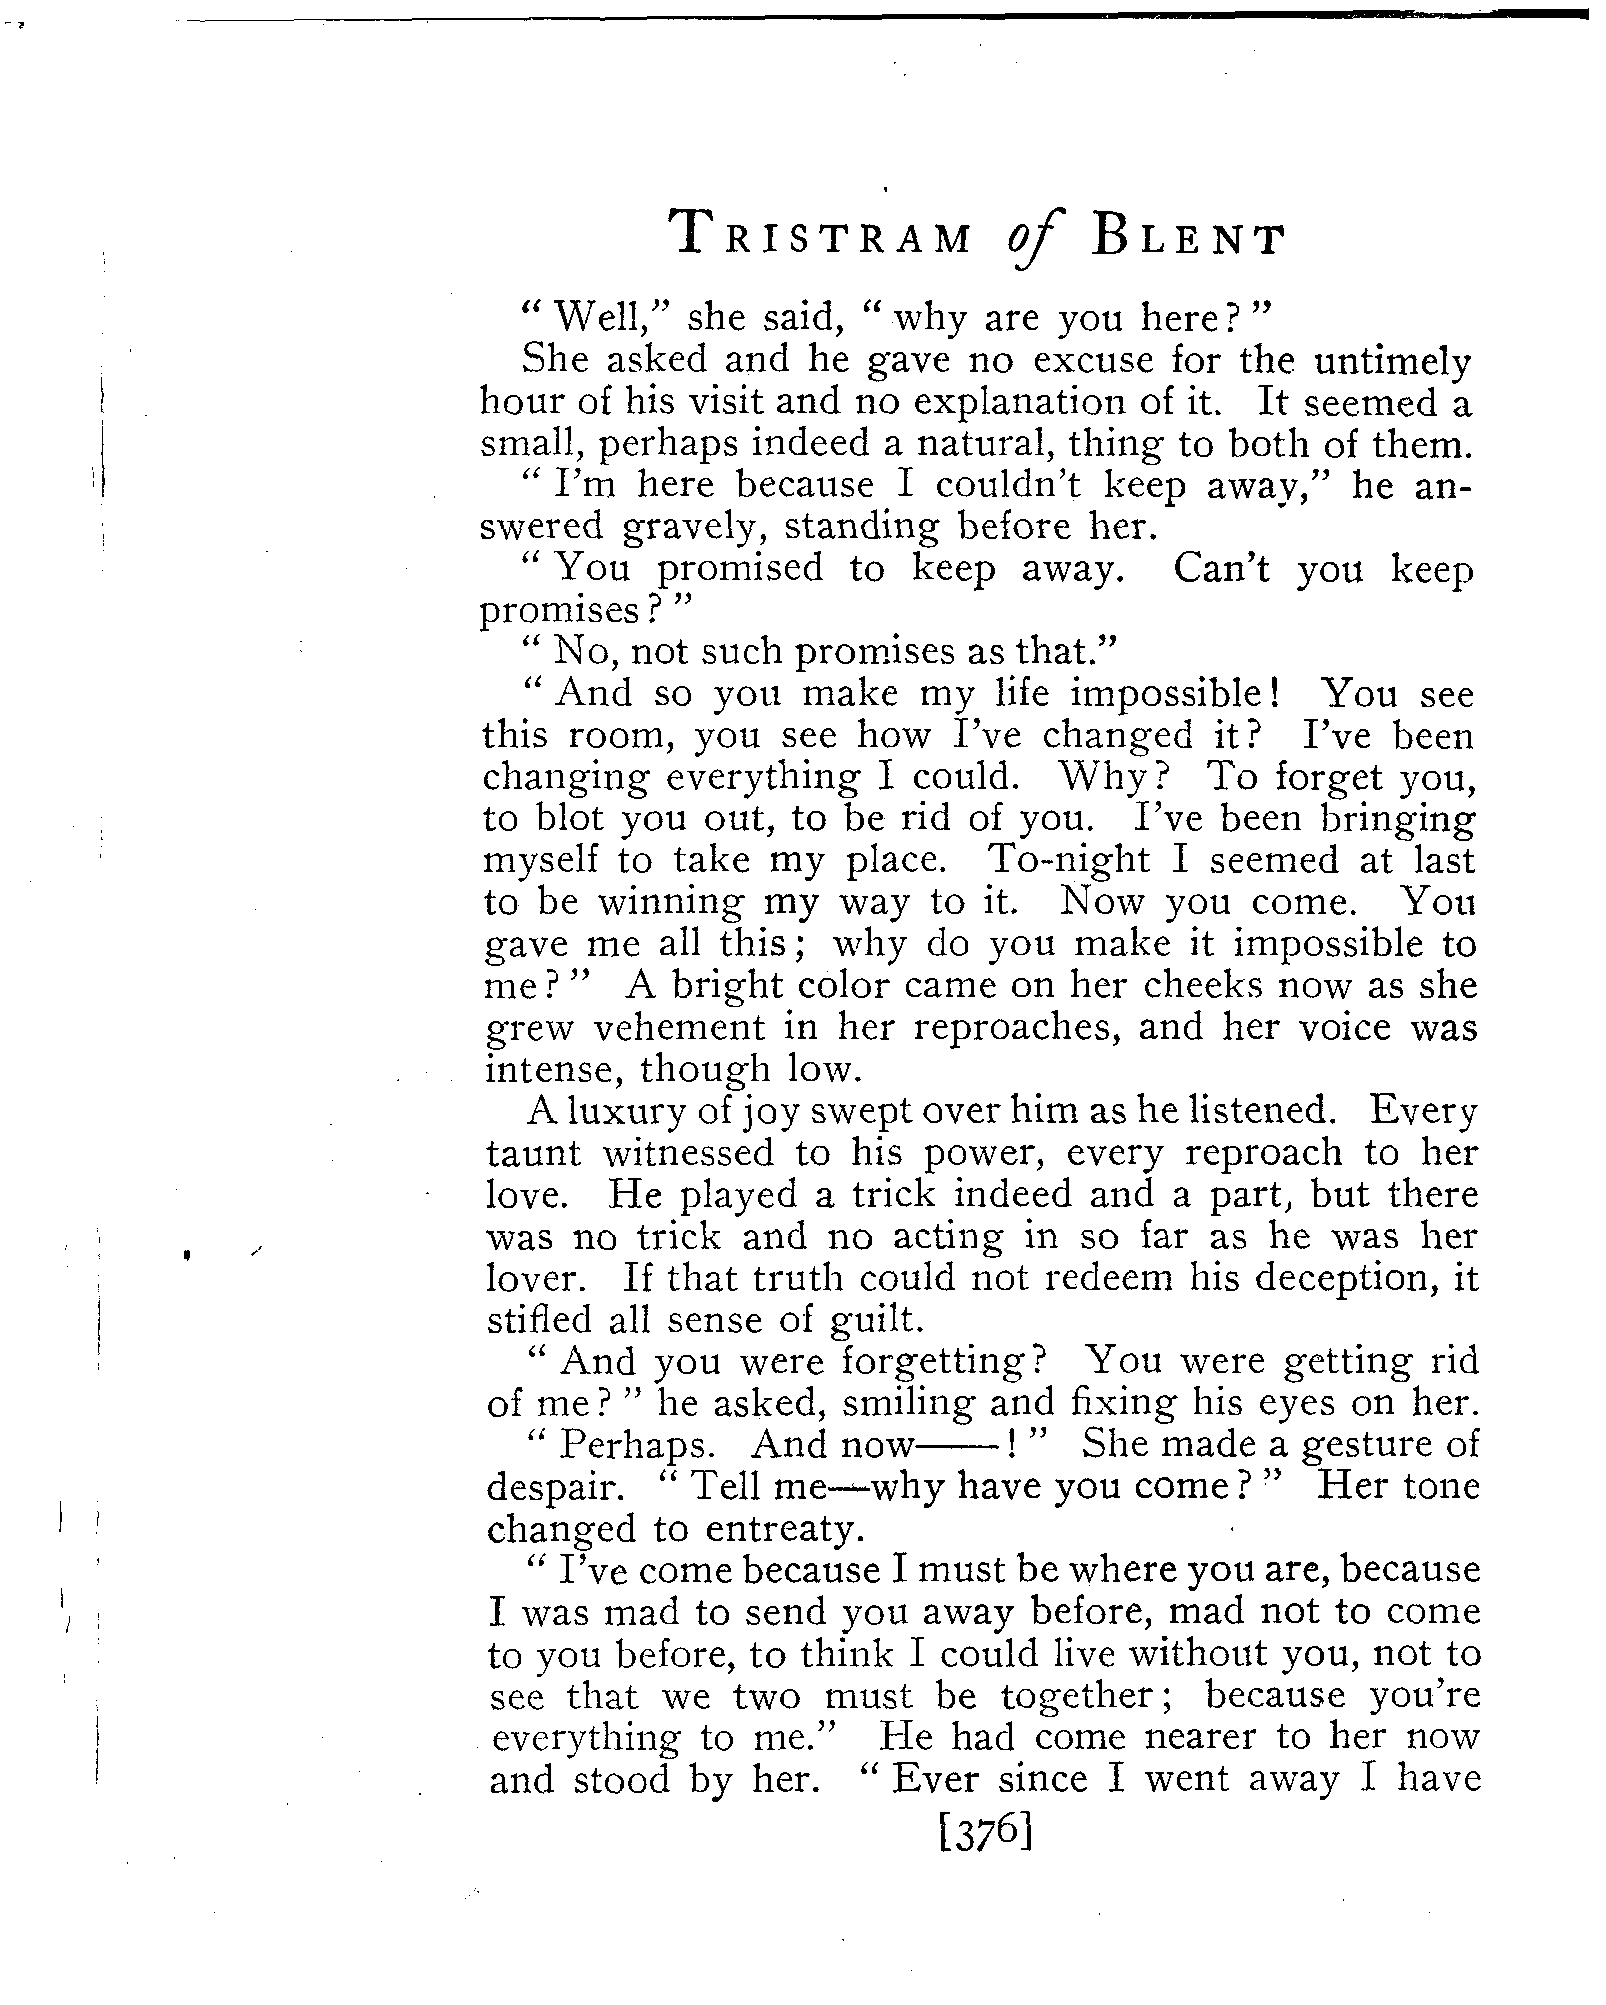 TRISTRAM of BLENT
" Well," she said, " why are you here? "
She asked and he gave no excuse for the untimely
hour of his visit and no explanation of it. It seemed a
small, perhaps indeed a natural, thing to both of them.
" I'm here because I couldn't keep away," he an-
swered gravely, standing before her.
" You promised to keep away. Can't you keep
promises? "
" No, not such promises as that."
" And so you make my life impossible! You see
this room, you see how I've changed it? I've been
changing everything I could. Why? To forget you,
to blot you out, to be rid of you. I've been bringing
myself to take my place. To-night I seemed at last
to be winning my way to it. Now you come. You
gave me all this; why do you make it impossible to
me? " A bright color came on her cheeks now as she
grew vehement in her reproaches, and her voice was
intense, though low.
A luxury of joy swept over him as he listened. Every
taunt witnessed to his power, every reproach to her
love. He played a trick indeed and a part, but there
was no trick and no acting in so far as he was her
lover. If that truth could not redeem his deception, it
stifled all sense of guilt.
" And you were forgetting? You were getting rid
of me? " he asked, smiling and fixing his eyes on her.
" Perhaps. And now——! " She made a gesture of
despair. " Tell me—why have you come? " Her tone
changed to entreaty.
" I've come because I must be where you are, because
I was mad to send you away before, mad not to come
to you before, to think I could live without you, not to
see that we two must be together; because you're
everything to me." He had come nearer to her now
and stood by her. " Ever since I went away I have
[376]